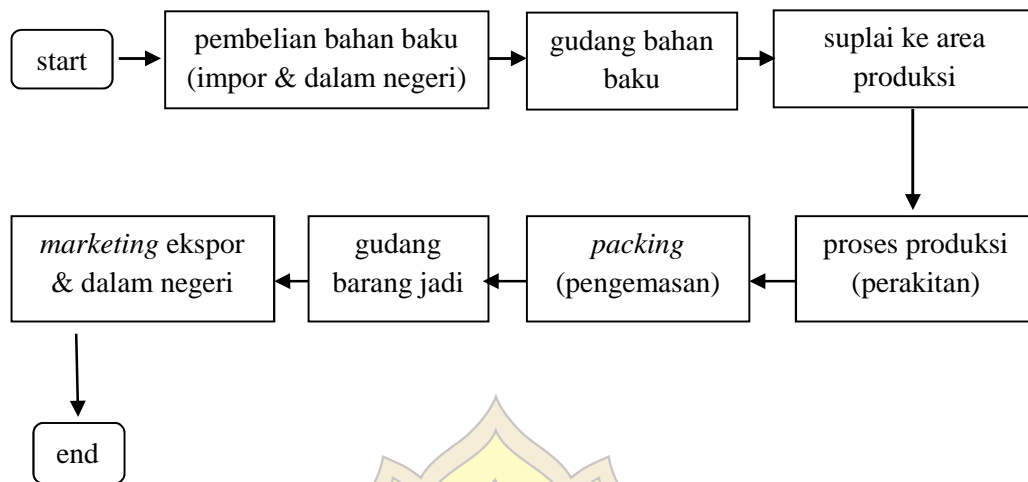 start
pembelian bahan baku
(impor & dalam negeri)
gudang bahan
baku
suplai ke area
produksi
proses produksi
(perakitan)
packing
(pengemasan)
gudang
barang jadi
marketing ekspor
& dalam negeri
end